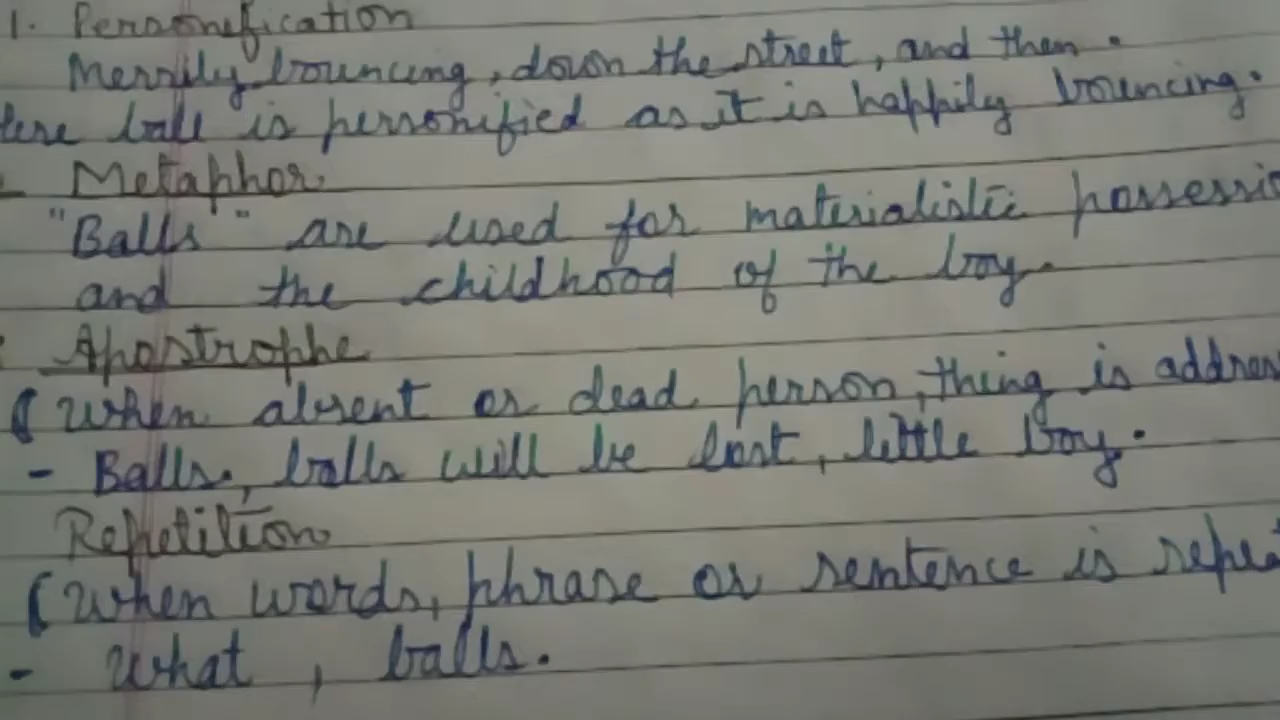 1. Personification
Merrily bouncing, down the street, and then.
Here ball is personified as it is happily bouncing.
Metaphor.
"Balls" are used for materialistic possessio
and the childhood of the boy.
Apostrophe
(When absent or dead person, thing is address
- Balls, balls will be lost, little boy.
Repetition
(When words, phrase or sentence is repeat
- What, balls.